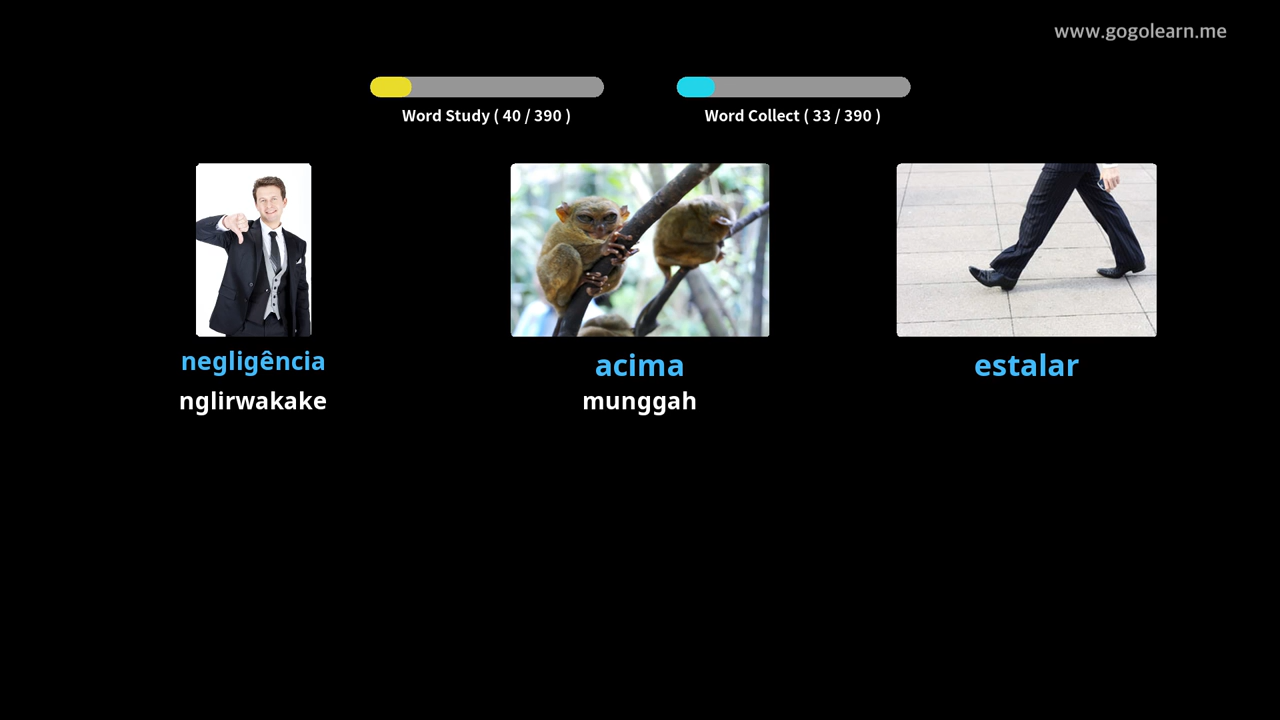 www.gogolearn.me
Word Study ( 40 / 390 )
Word Collect ( 33 / 390 )
negligência
nglirwakake
acima
munggah
estalar